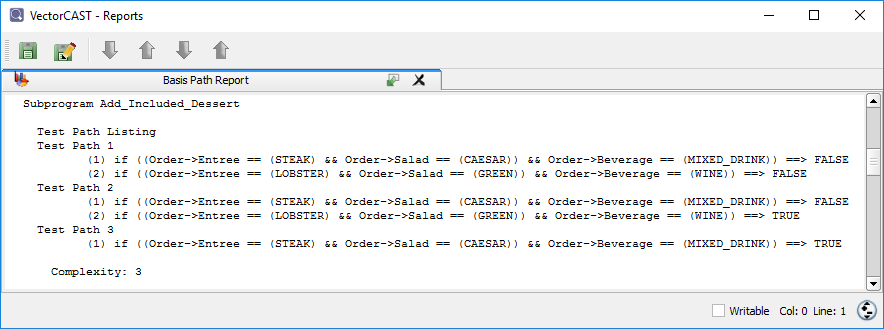 VectorCAST - Reports
Basis Path Report
Subprogram Add_Included_Dessert
Test Path Listing
Test Path 1
(1) if ((Order->Entree == (STEAK) && Order->Salad == (CAESAR)) && Order->Beverage == (MIXED_DRINK)) ==> FALSE
(2) if ((Order->Entree == (LOBSTER) && Order->Salad == (GREEN)) && Order->Beverage == (WINE)) ==> FALSE
Test Path 2
(1) if ((Order->Entree == (STEAK) && Order->Salad == (CAESAR)) && Order->Beverage == (MIXED_DRINK)) ==> FALSE
(2) if ((Order->Entree == (LOBSTER) && Order->Salad == (GREEN)) && Order->Beverage == (WINE)) ==> TRUE
Test Path 3
(1) if ((Order->Entree == (STEAK) && Order->Salad == (CAESAR)) && Order->Beverage == (MIXED_DRINK)) ==> TRUE
Complexity: 3
Writable Col: 0 Line: 1